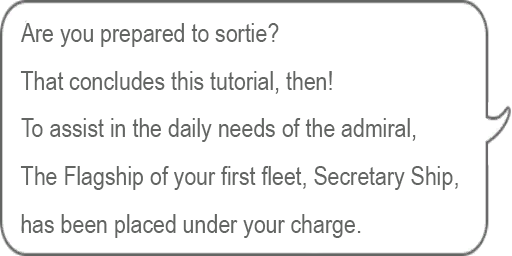 Are you prepared to sortie?
That concludes this tutorial, then!
To assist in the daily needs of the admiral,
The Flagship of your first fleet, Secretary Ship,
has been placed under your charge.